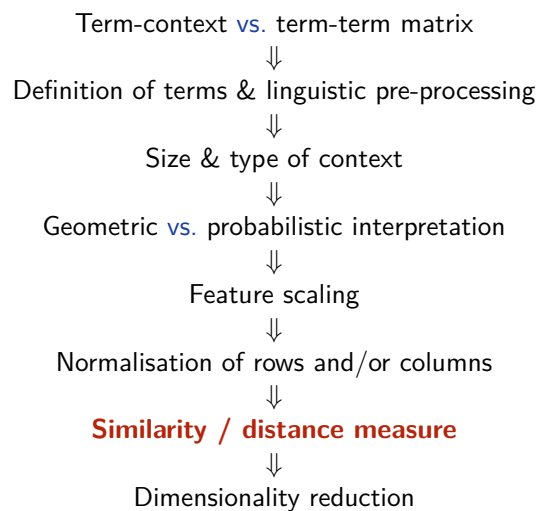 Term-context vs. term-term matrix
⇓
Definition of terms & linguistic pre-processing
⇓
Size & type of context
⇓
Geometric vs. probabilistic interpretation
⇓
Feature scaling
⇓
Normalisation of rows and/or columns
⇓
Similarity / distance measure
⇓
Dimensionality reduction